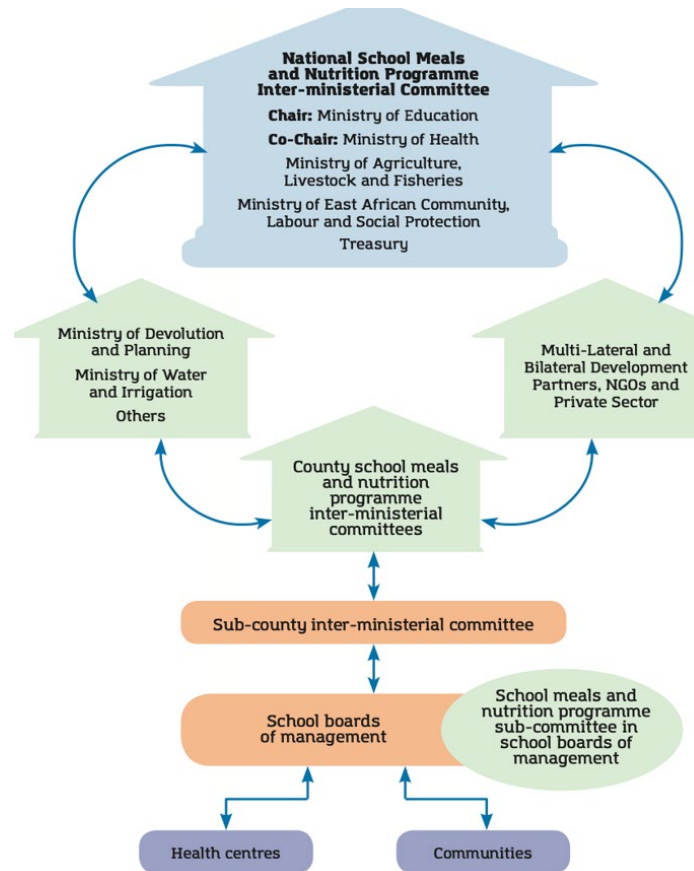 National School Meals
and Nutrition Programme
Inter-ministerial Committee
Chair: Ministry of Education
Co-Chair: Ministry of Health
Ministry of Agriculture,
Livestock and Fisheries
Ministry of East African Community,
Labour and Social Protection
Treasury
Ministry of Devolution
and Planning
Ministry of Water
and Irrigation
Others
Multi-Lateral and
Bilateral Development
Partners, NGOs and
Private Sector
County school meals
and nutrition
programme
inter-ministerial
committees
Sub-county inter-ministerial committee
School boards
of management
School meals and
nutrition programme
sub-committee in
school boards of
management
Health centres
Communities